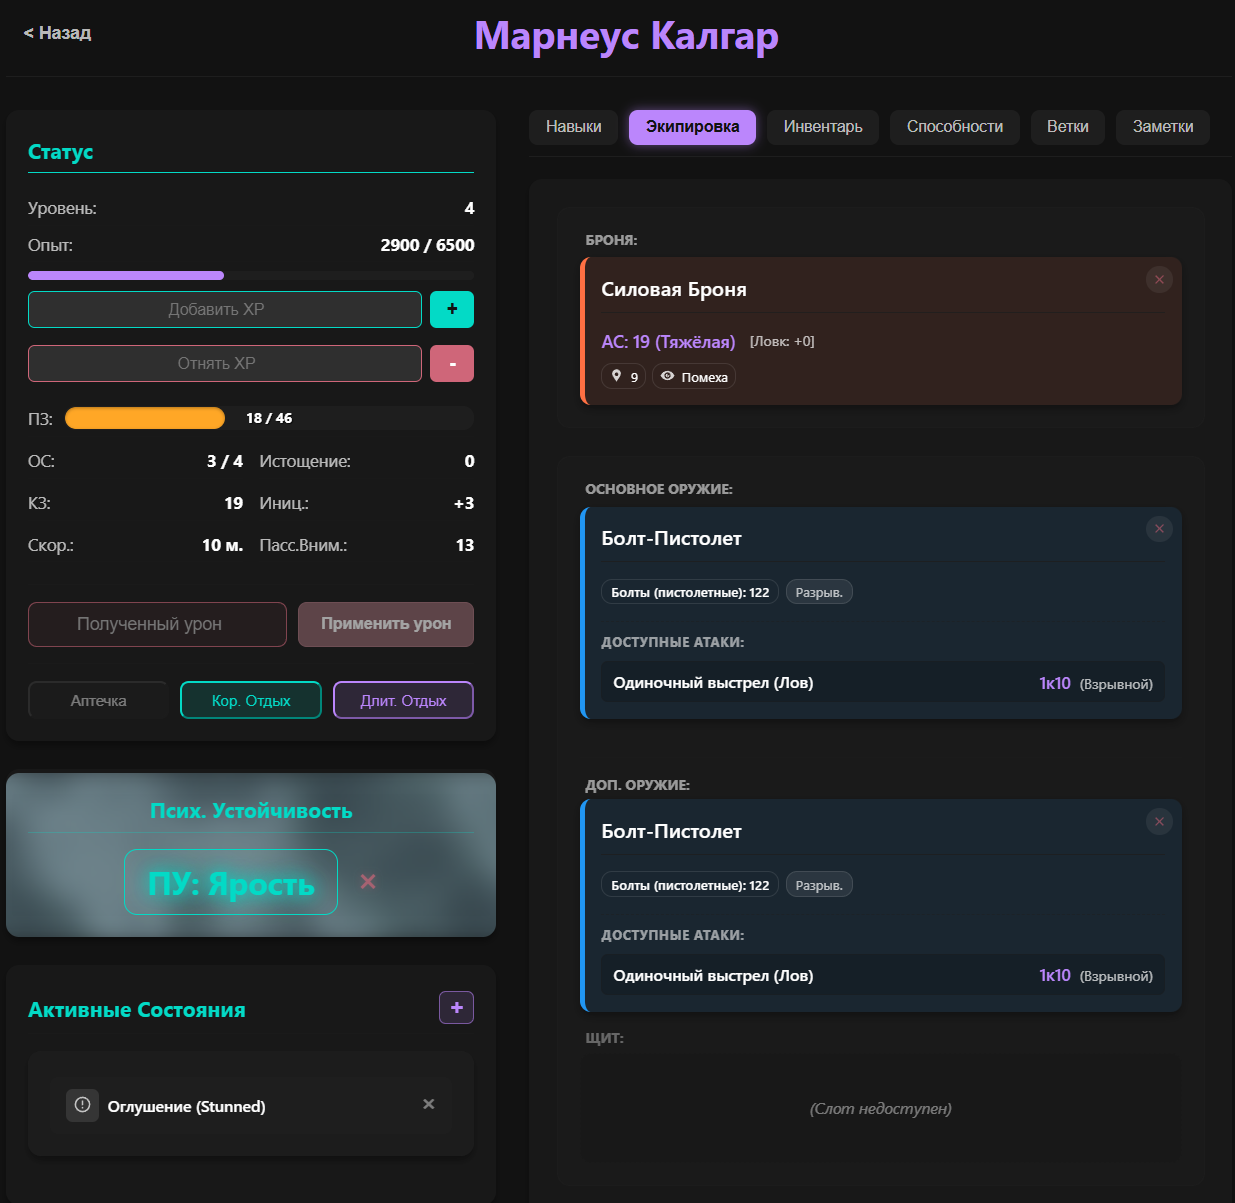 < Назад
Марнеус Калгар
Статус
Уровень: 4
Опыт: 2900 / 6500
Добавить ХР
+
Отнять ХР
-
ПЗ: 18 / 46
ОС: 3 / 4 Истощение: 0
КЗ: 19 Иниц.: +3
Скор.: 10 м. Пасс.Вним.: 13
Полученный урон
Применить урон
Аптечка
Кор. Отдых
Длит. Отдых
Псих. Устойчивость
ПУ: Ярость ×
Активные Состояния
+
Оглушение (Stunned) ×
Навыки
Экипировка
Инвентарь
Способности
Ветки
Заметки
БРОНЯ:
Силовая Броня ×
AC: 19 (Тяжёлая) [Ловк: +0]
9 Помеха
ОСНОВНОЕ ОРУЖИЕ:
Болт-Пистолет ×
Болты (пистолетные): 122 Разрыв.
ДОСТУПНЫЕ АТАКИ:
Одиночный выстрел (Лов) 1к10 (Взрывной)
ДОП. ОРУЖИЕ:
Болт-Пистолет ×
Болты (пистолетные): 122 Разрыв.
ДОСТУПНЫЕ АТАКИ:
Одиночный выстрел (Лов) 1к10 (Взрывной)
ЩИТ:
(Слот недоступен)